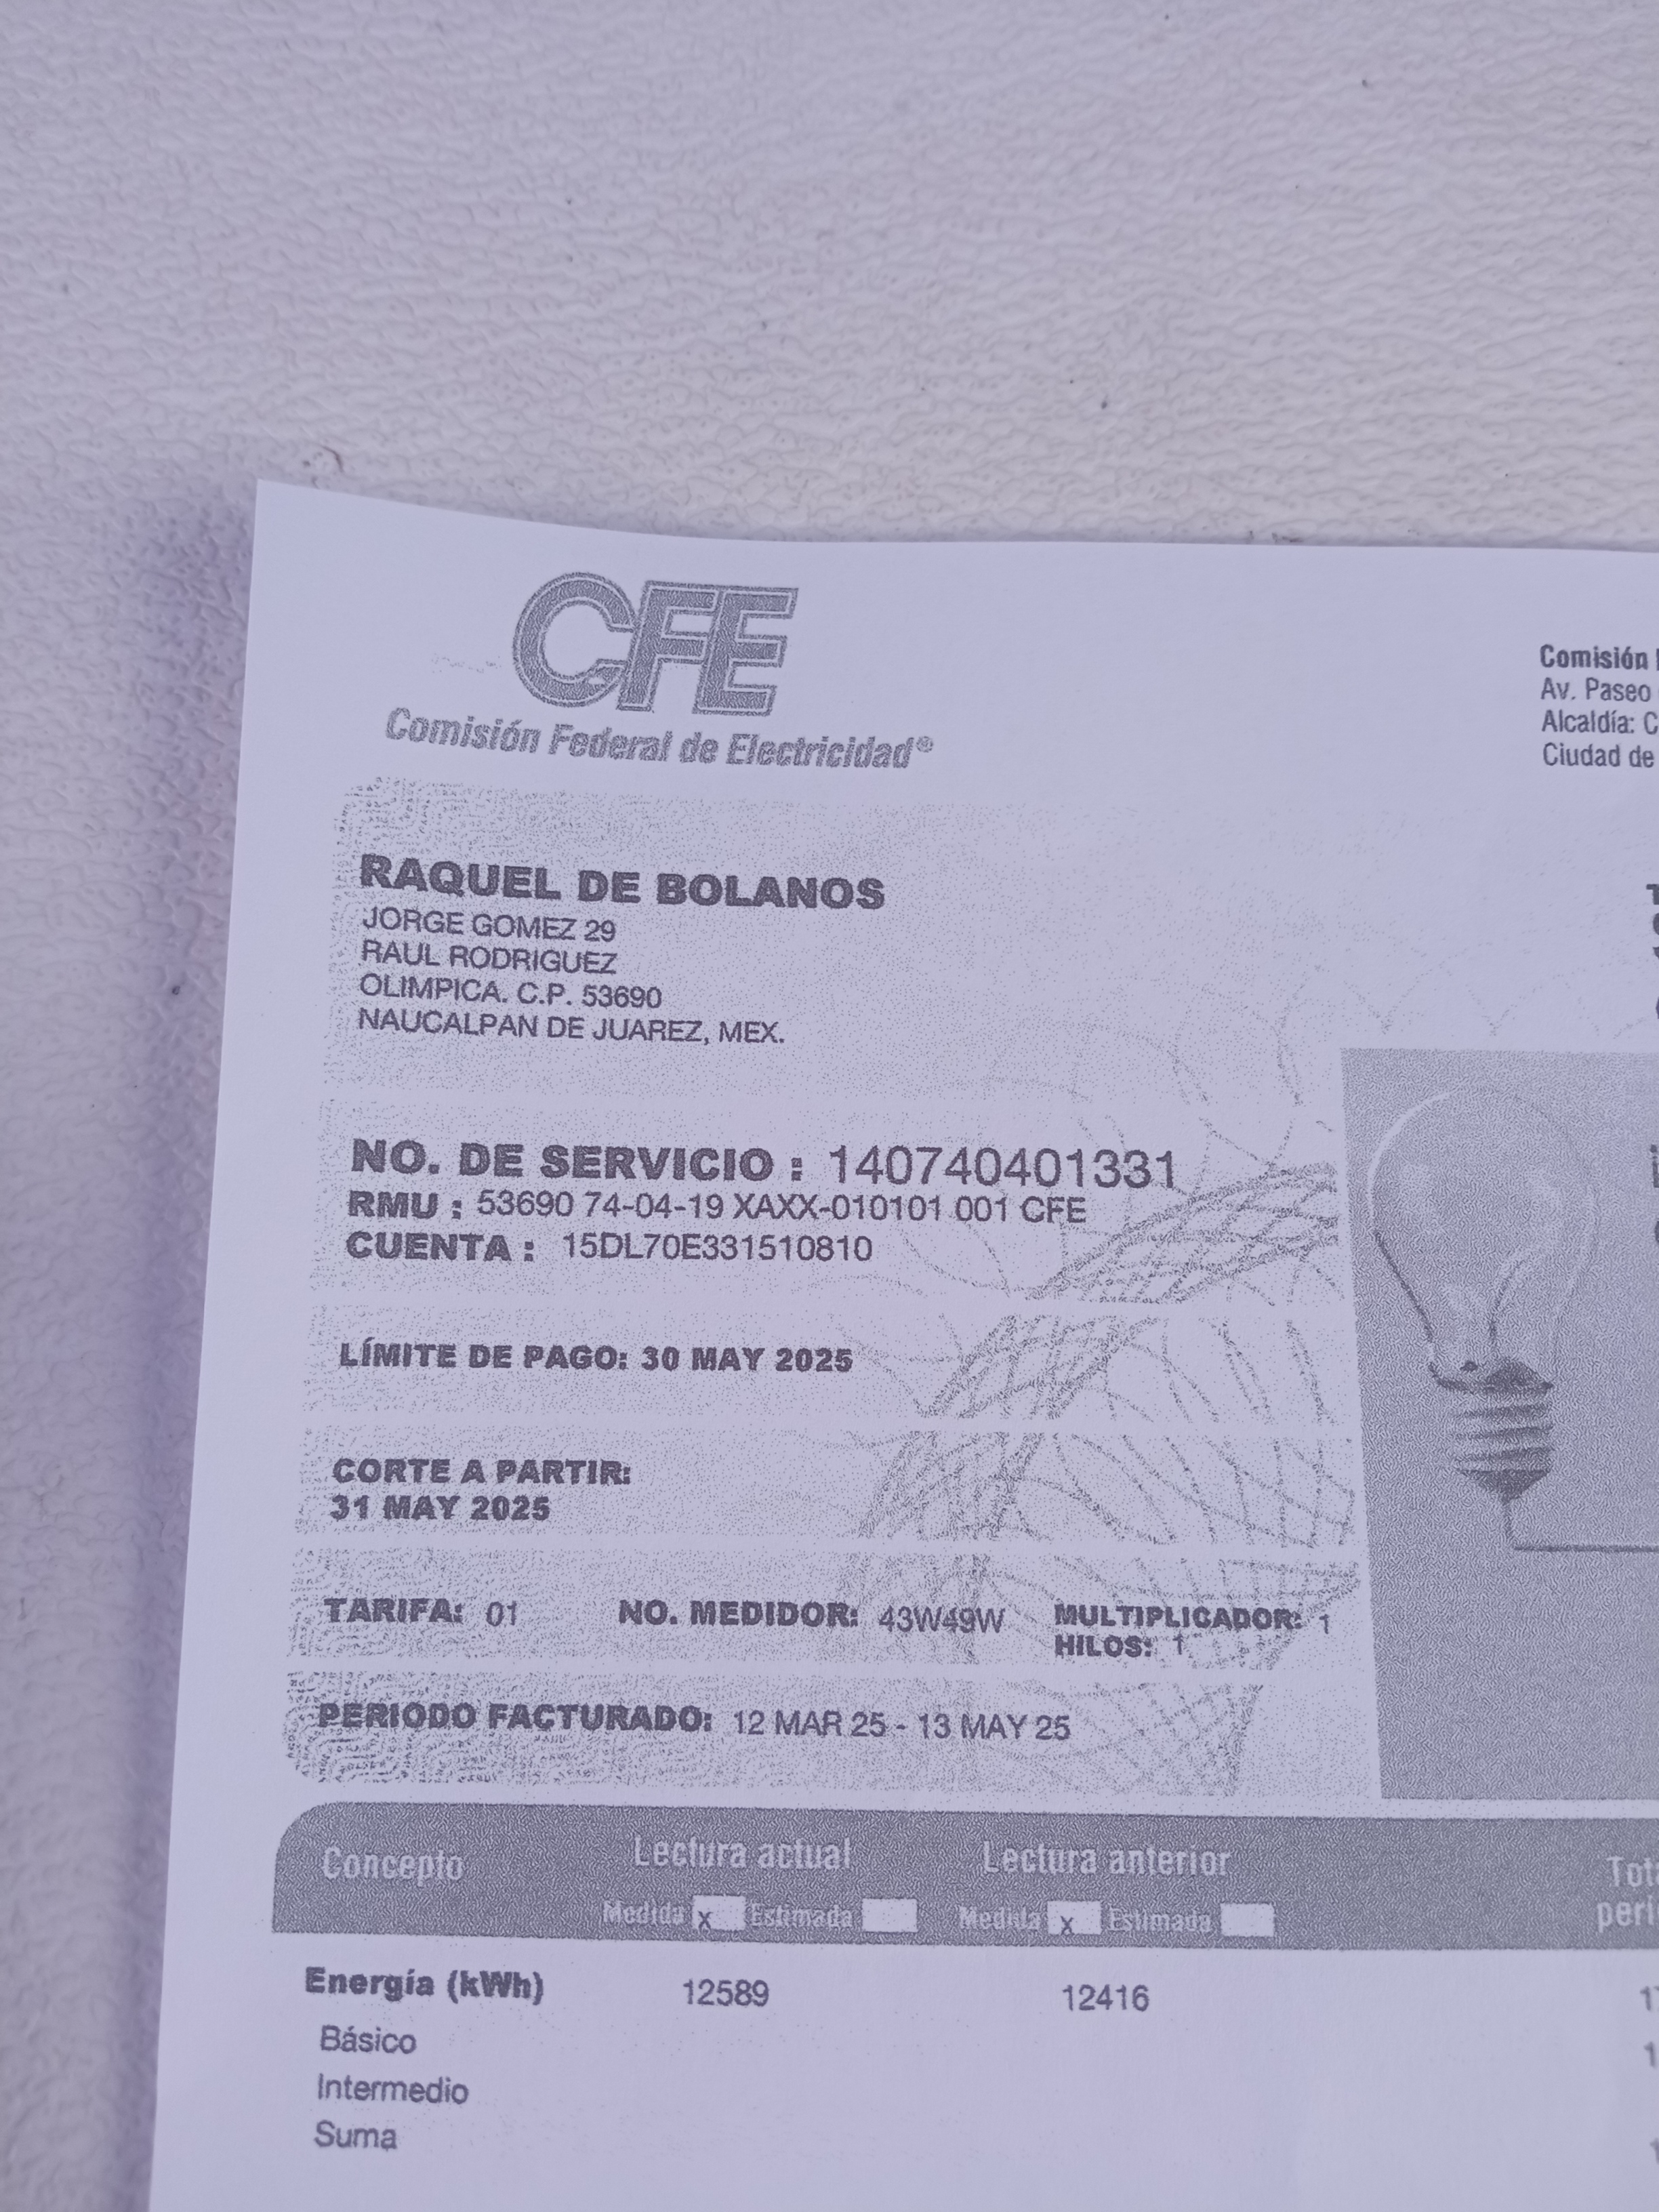 CFE
Comisión Federal de Electricidad®
Comisión
Av. Paseo
Alcaldía: C
Ciudad de
RAQUEL DE BOLANOS
JORGE GOMEZ 29
RAUL RODRIGUEZ
OLIMPICA. C.P. 53690
NAUCALPAN DE JUAREZ, MEX.
NO. DE SERVICIO : 140740401331
RMU : 53690 74-04-19 XAXX-010101 001 CFE
CUENTA : 15DL70E331510810
LÍMITE DE PAGO: 30 MAY 2025
CORTE A PARTIR:
31 MAY 2025
TARIFA: 01 NO. MEDIDOR: 43W49W MULTIPLICADOR: 1
HILOS: 1
PERIODO FACTURADO: 12 MAR 25 - 13 MAY 25
Concepto Lectura actual Lectura anterior
Medida x Estimada Medida x Estimada
Energía (kWh) 12589 12416
Básico
Intermedio
Suma